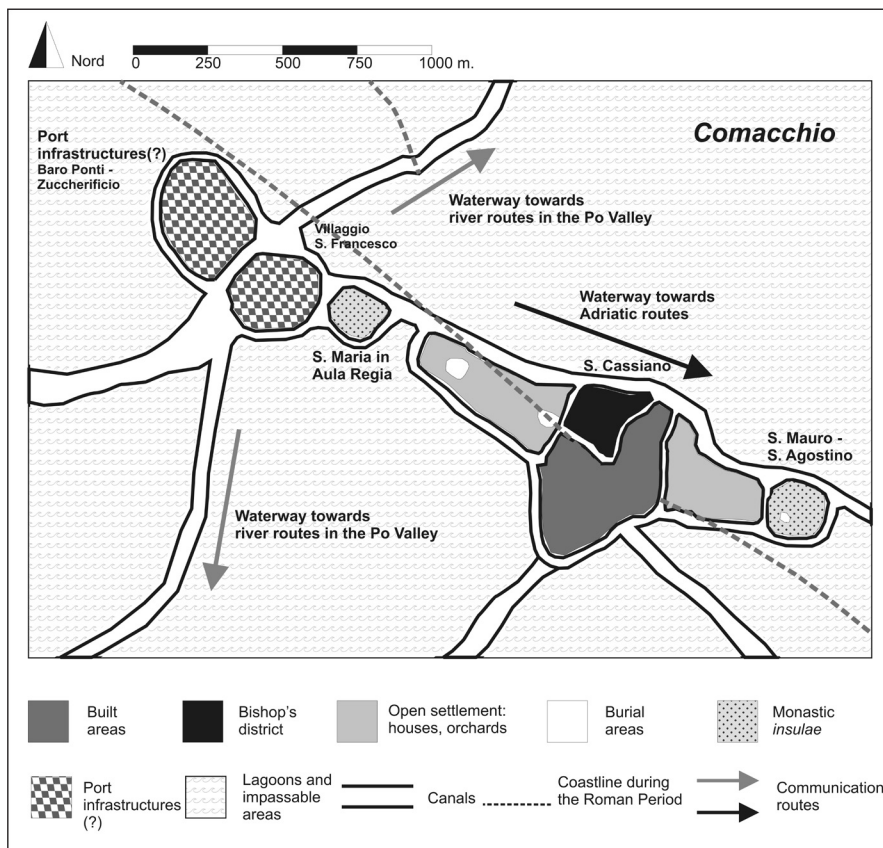 Nord
0 250 500 750 1000 m.
Comacchio
Port
infrastructures(?)
Baro Ponti -
Zuccherificio
Villaggio
S. Francesco
Waterway towards
river routes in the Po Valley
Waterway towards
Adriatic routes
S. Maria in
Aula Regia
S. Cassiano
S. Mauro -
S. Agostino
Waterway towards
river routes in the Po Valley
Built
areas
Bishop's
district
Open settlement:
houses, orchards
Burial
areas
Monastic
insulae
Port
infrastructures
(?)
Lagoons and
impassable
areas
Canals
Coastline during
the Roman Period
Communication
routes